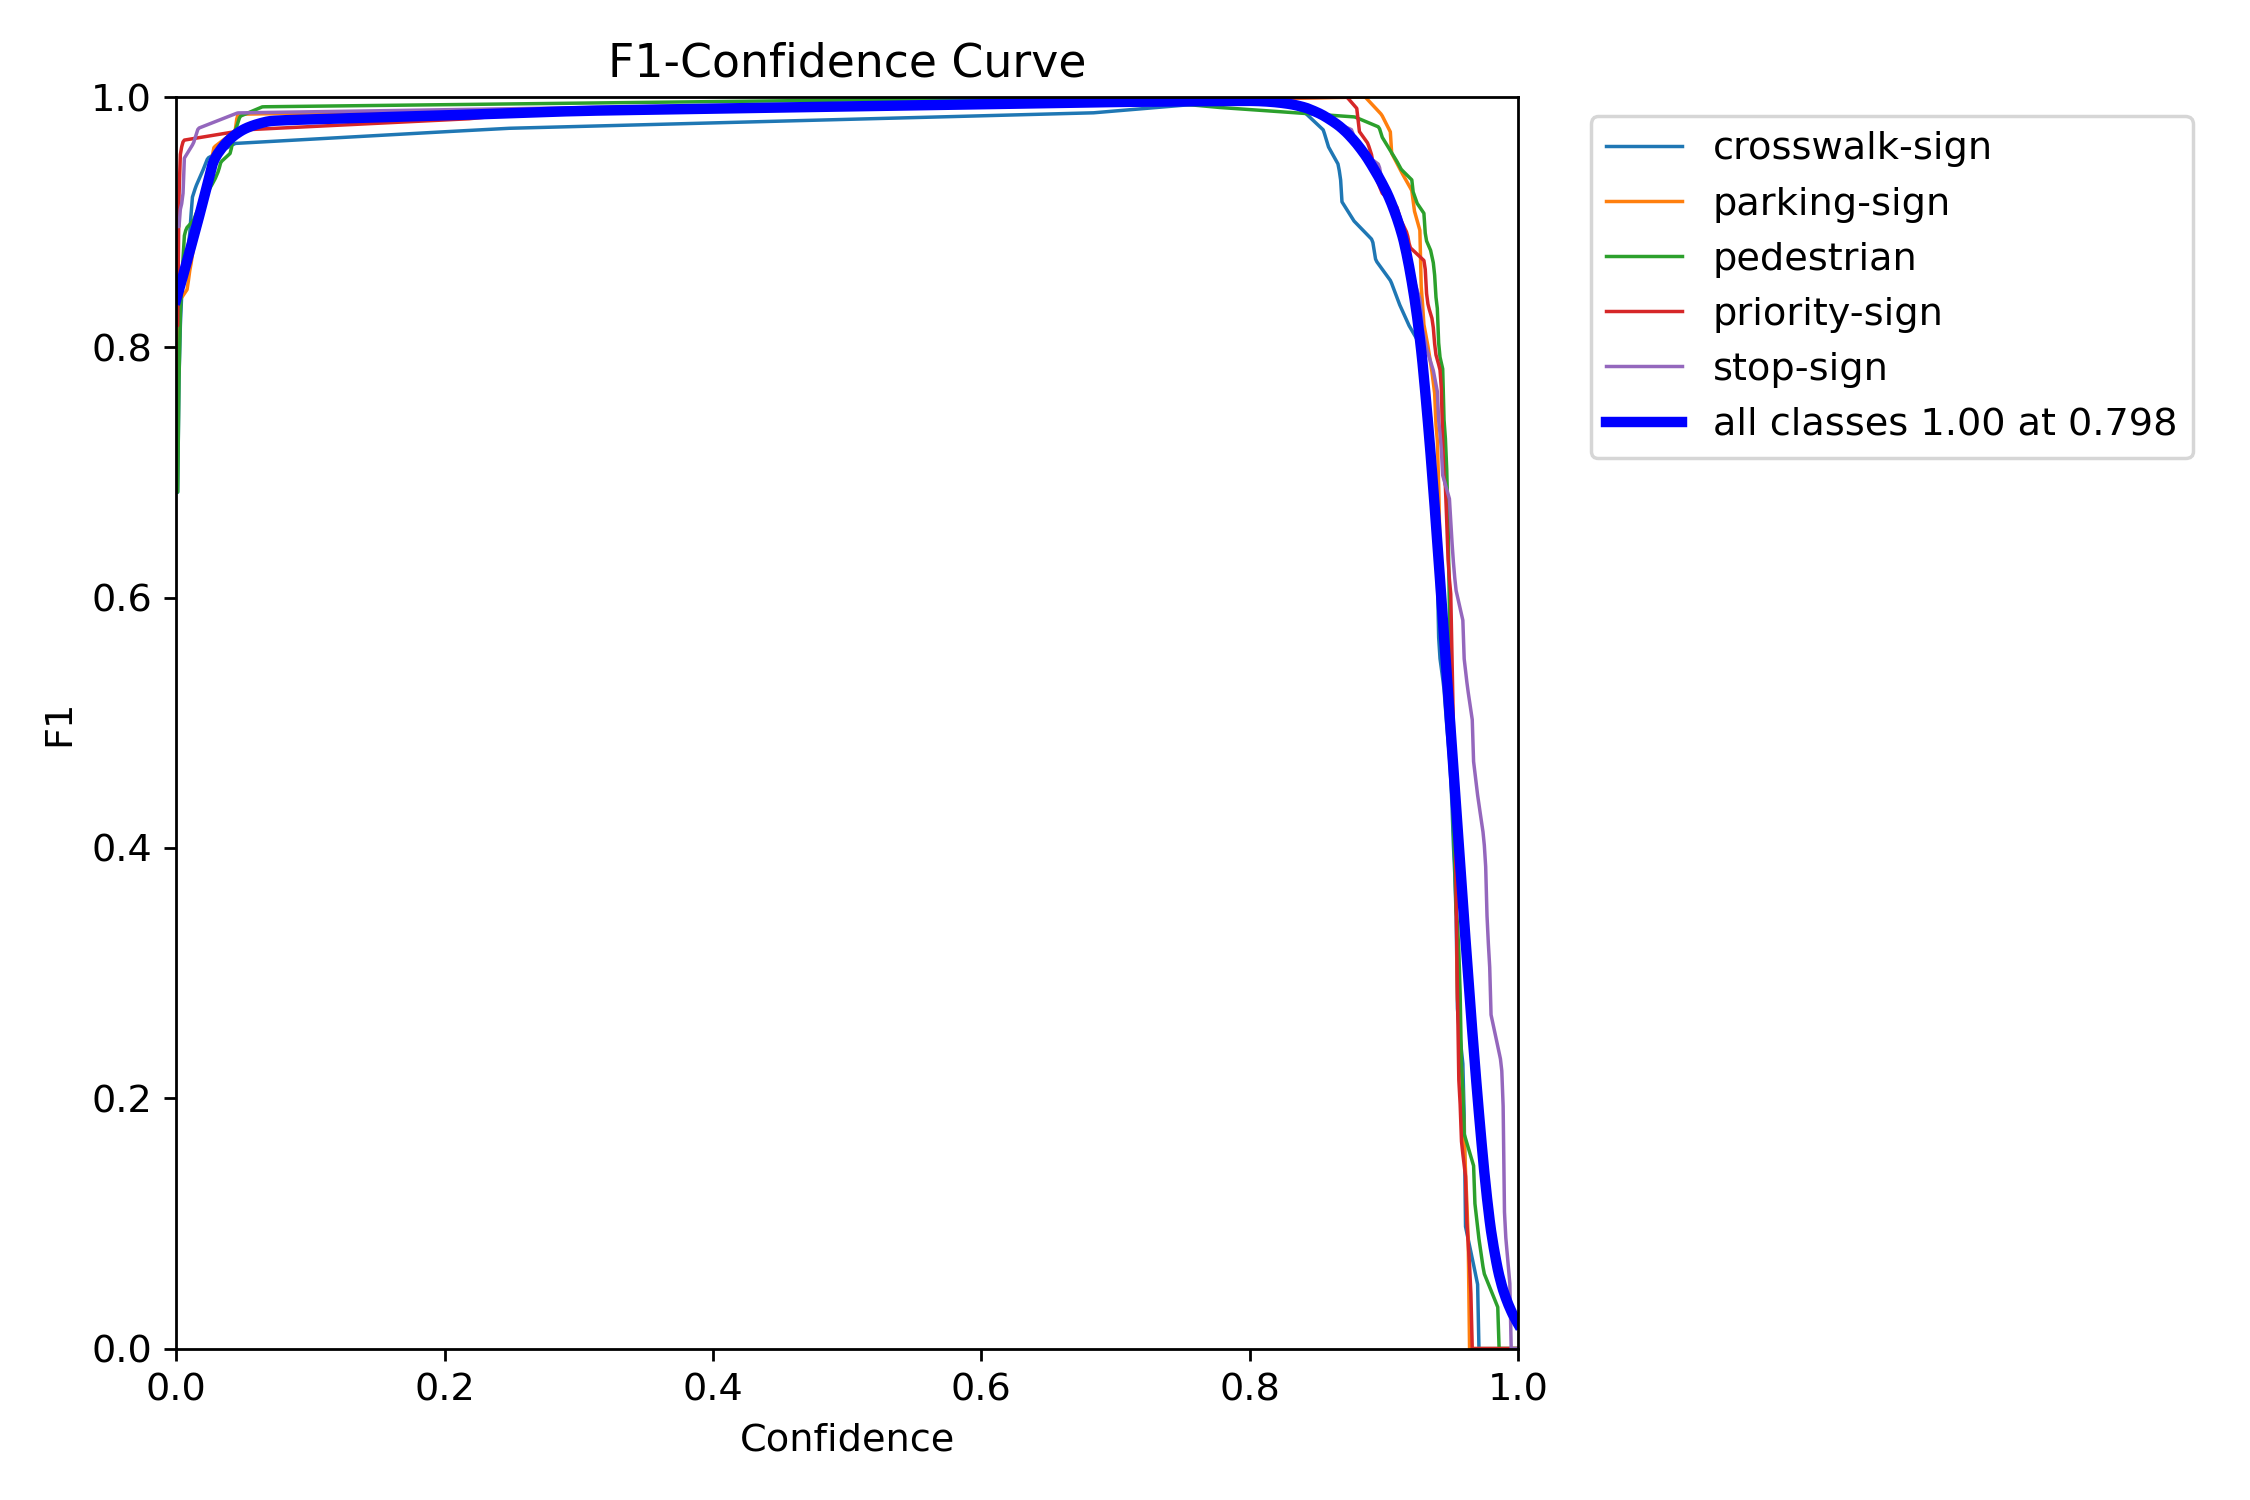 F1-Confidence Curve
1.0
0.8
0.6
0.4
0.2
0.0
F1
0.0 0.2 0.4 0.6 0.8 1.0
Confidence
crosswalk-sign
parking-sign
pedestrian
priority-sign
stop-sign
all classes 1.00 at 0.798